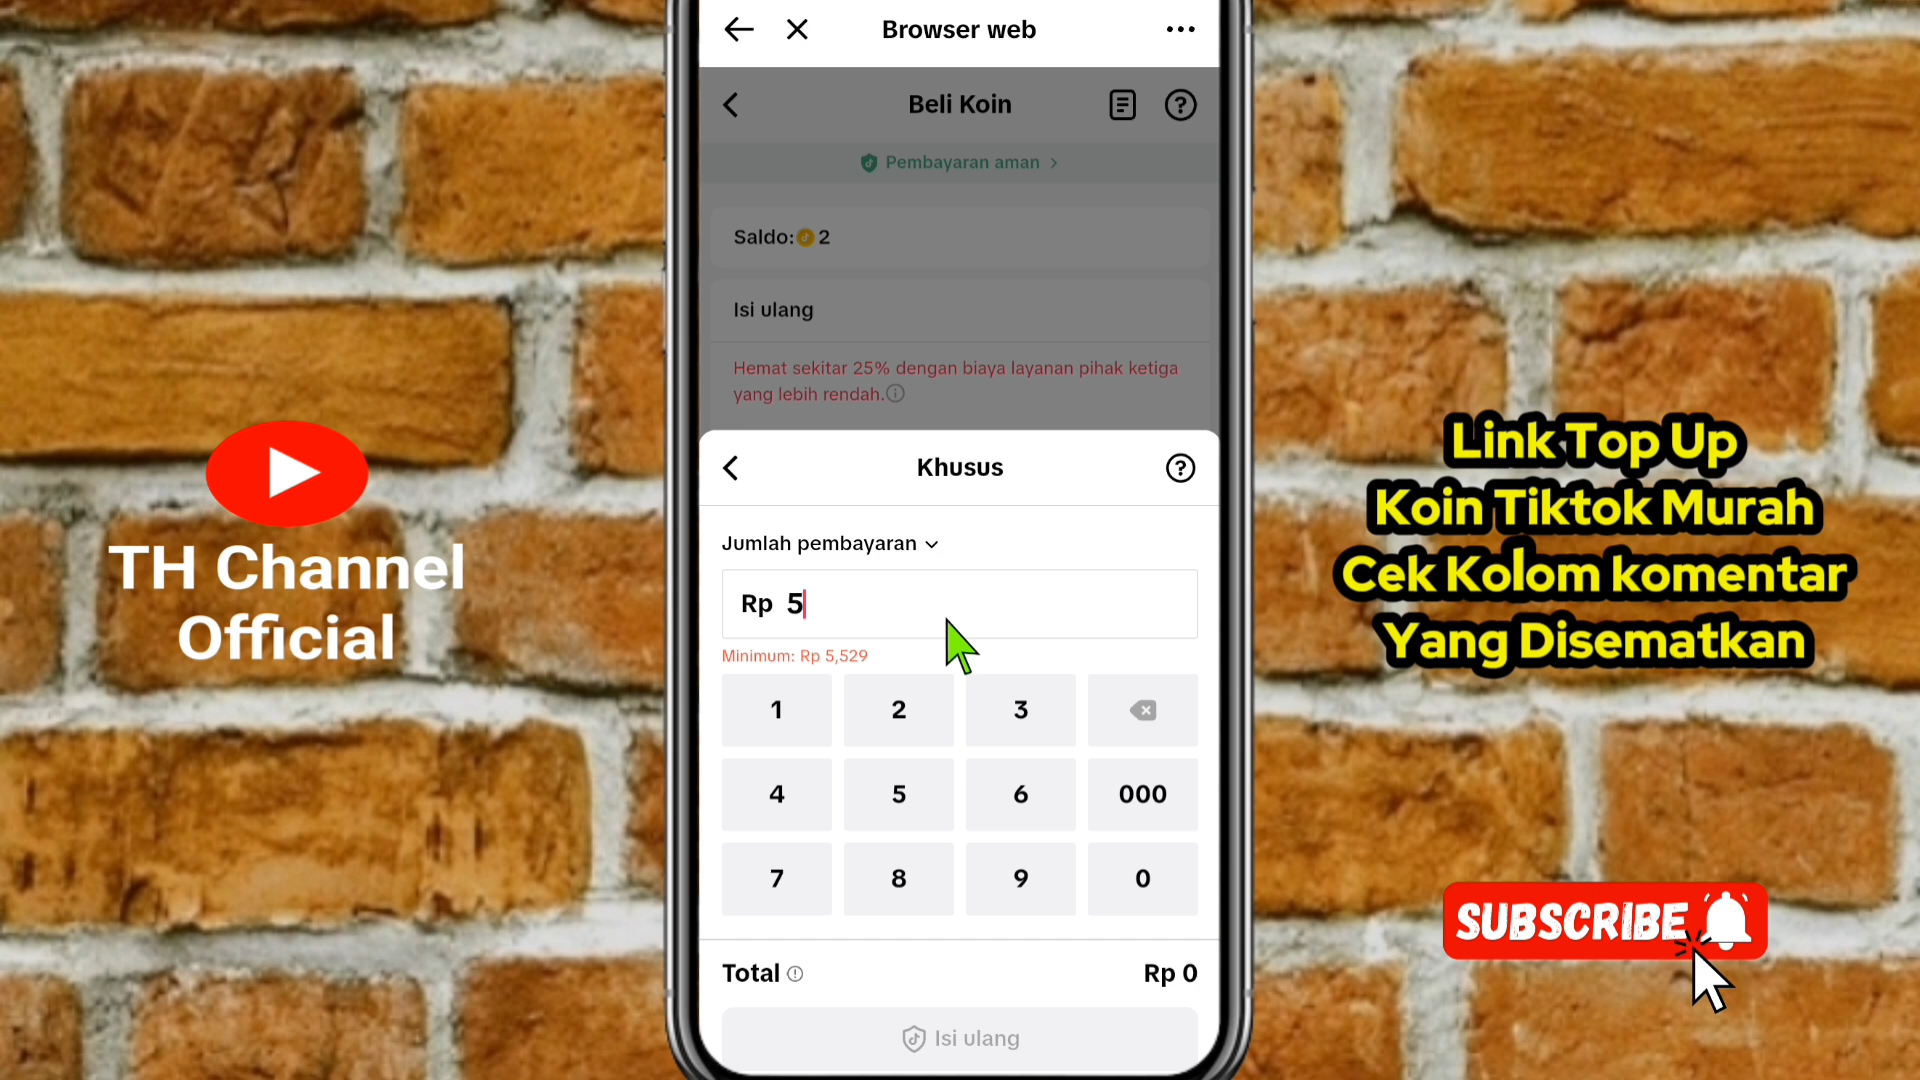 Browser web
Beli Koin
Pembayaran aman
Saldo: 2
Isi ulang
Hemat sekitar 25% dengan biaya layanan pihak ketiga
yang lebih rendah.
Khusus
Jumlah pembayaran
Rp 5
Minimum: Rp 5,529
1 2 3
4 5 6 000
7 8 9 0
Total Rp 0
Isi ulang
TH Channel
Official
Link Top Up
Koin Tiktok Murah
Cek Kolom komentar
Yang Disematkan
SUBSCRIBE